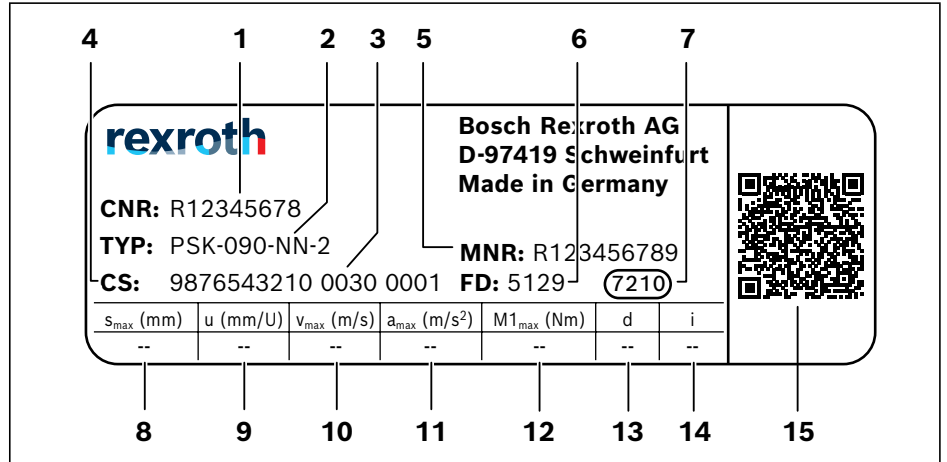 4 1 2 3 5 6 7
rexroth
Bosch Rexroth AG
D-97419 Schweinfurt
Made in Germany
CNR: R12345678
TYP: PSK-090-NN-2
MNR: R123456789
CS: 9876543210 0030 0001 FD: 5129 7210
smax (mm) u (mm/U) vmax (m/s) amax (m/s²) M1max (Nm) d i
-- -- -- -- -- -- --
8 9 10 11 12 13 14 15